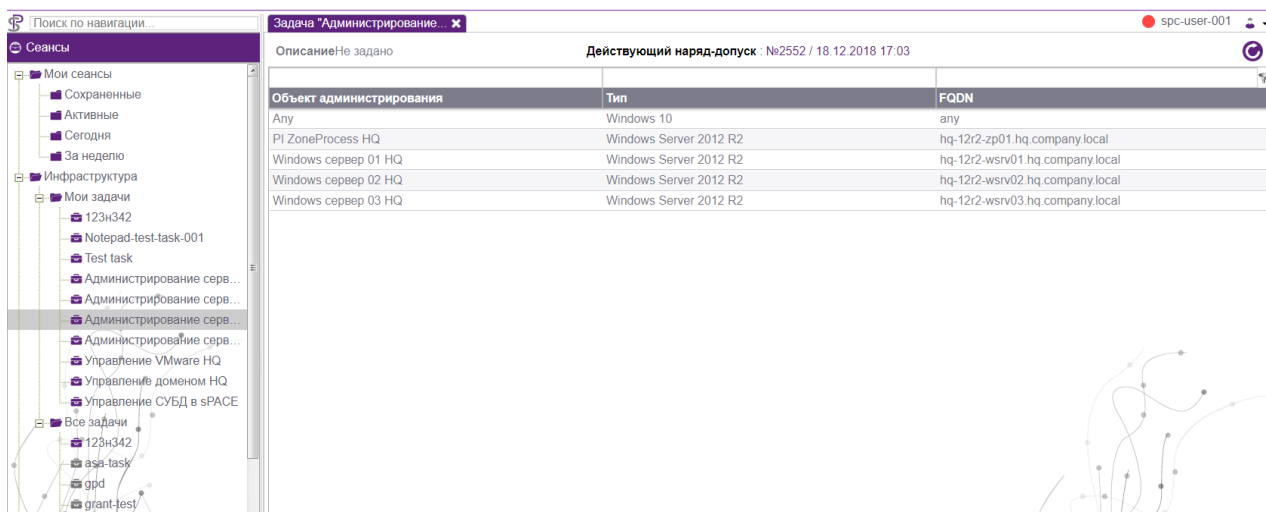 Поиск по навигации...
Задача "Администрирование...
spc-user-001
Сеансы
ОписаниеНе задано
Действующий наряд-допуск : №2552 / 18.12.2018 17:03
Мои сеансы
Сохраненные
Активные
Сегодня
За неделю
Инфраструктура
Мои задачи
123н342
Notepad-test-task-001
Test task
Администрирование серв...
Администрирование серв...
Администрирование серв...
Администрирование серв...
Управление VMware HQ
Управление доменом HQ
Управление СУБД в sPACE
Все задачи
123н342
asa-task
gpd
grant-test
Объект администрирования Тип FQDN
Any Windows 10 any
PI ZoneProcess HQ Windows Server 2012 R2 hq-12r2-zp01.hq.company.local
Windows сервер 01 HQ Windows Server 2012 R2 hq-12r2-wsrv01.hq.company.local
Windows сервер 02 HQ Windows Server 2012 R2 hq-12r2-wsrv02.hq.company.local
Windows сервер 03 HQ Windows Server 2012 R2 hq-12r2-wsrv03.hq.company.local